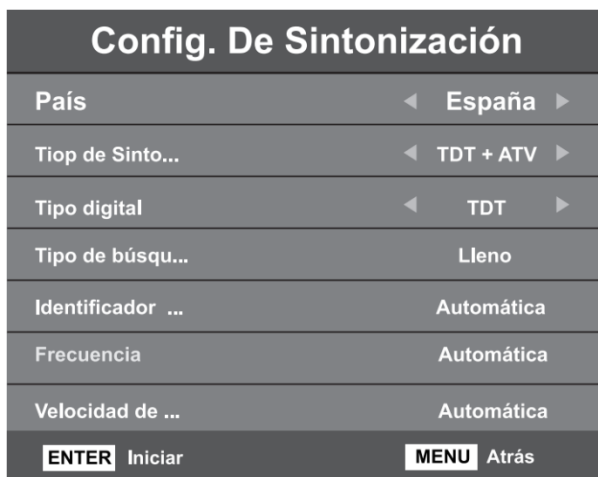 Config. De Sintonización
País España
Tiop de Sinto... TDT + ATV
Tipo digital TDT
Tipo de búsqu... Lleno
Identificador ... Automática
Frecuencia Automática
Velocidad de ... Automática
ENTER Iniciar MENU Atrás